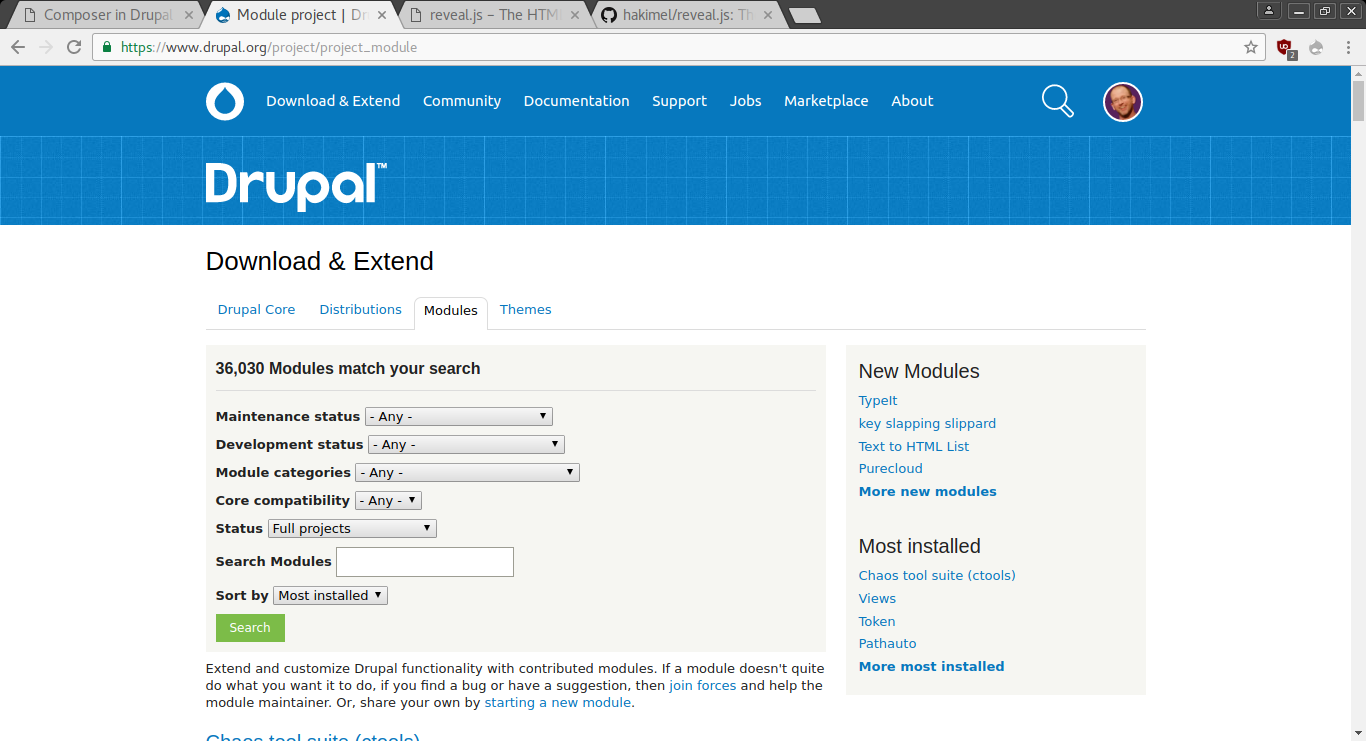 Composer in Drupal
Module project | Dr
reveal.js – The HTM
hakimel/reveal.js: Th
https://www.drupal.org/project/project_module
2
Download & Extend Community Documentation Support Jobs Marketplace About
Drupal™
Download & Extend
Drupal Core Distributions Modules Themes
36,030 Modules match your search
Maintenance status - Any -
Development status - Any -
Module categories - Any -
Core compatibility - Any -
Status Full projects
Search Modules
Sort by Most installed
Search
Extend and customize Drupal functionality with contributed modules. If a module doesn't quite
do what you want it to do, if you find a bug or have a suggestion, then join forces and help the
module maintainer. Or, share your own by starting a new module.
Chaos tool suite (ctools)
New Modules
TypeIt
key slapping slippard
Text to HTML List
Purecloud
More new modules
Most installed
Chaos tool suite (ctools)
Views
Token
Pathauto
More most installed